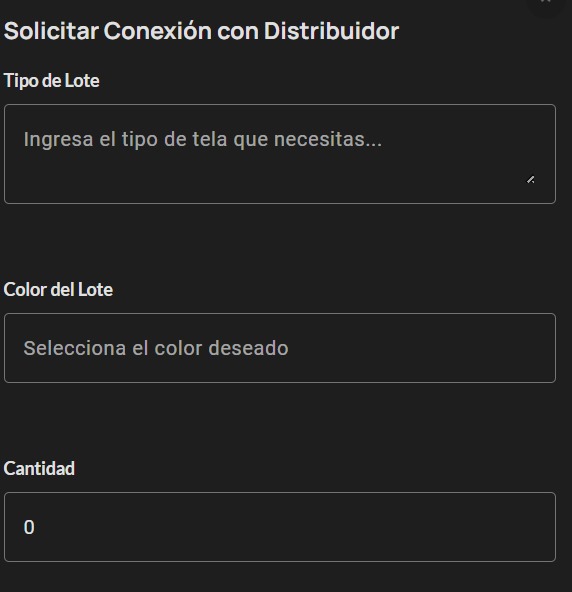 Solicitar Conexión con Distribuidor
Tipo de Lote
Ingresa el tipo de tela que necesitas...
Color del Lote
Selecciona el color deseado
Cantidad
0